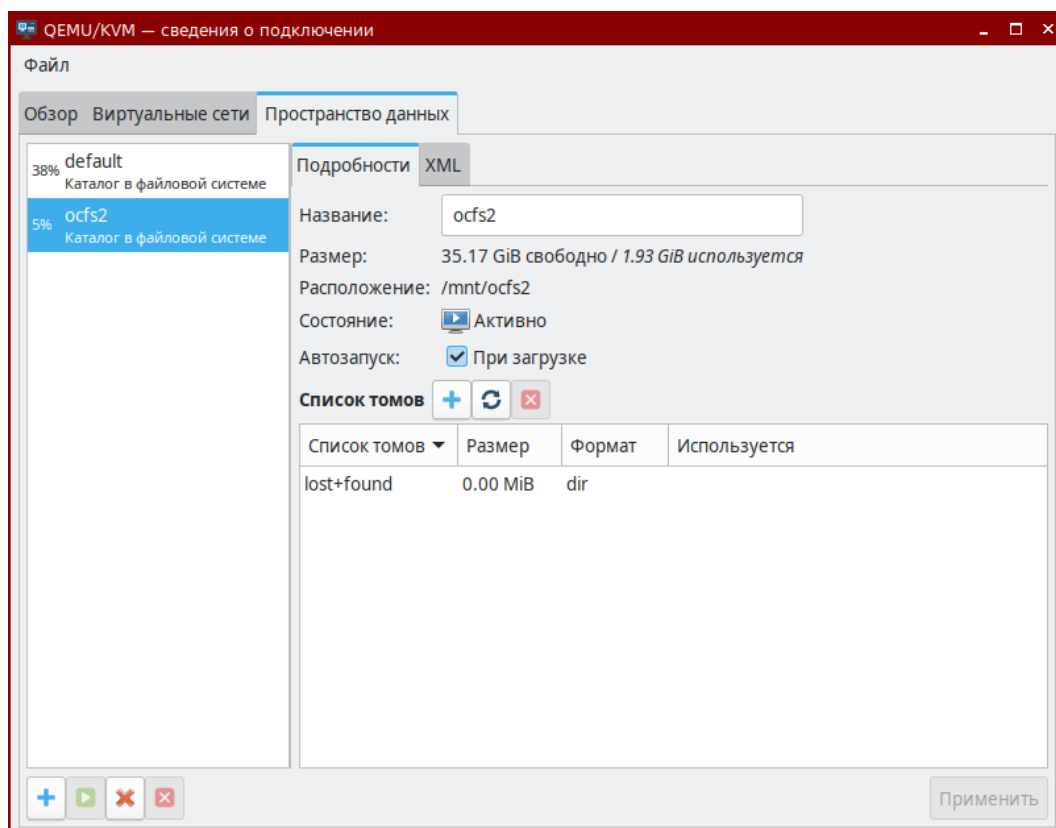 QEMU/KVM — сведения о подключении
Файл
Обзор Виртуальные сети Пространство данных
38% default
Каталог в файловой системе
5% ocfs2
Каталог в файловой системе
Подробности XML
Название: ocfs2
Размер: 35.17 GiB свободно / 1.93 GiB используется
Расположение: /mnt/ocfs2
Состояние: Активно
Автозапуск: При загрузке
Список томов
Список томов Размер Формат Используется
lost+found 0.00 MiB dir
Применить